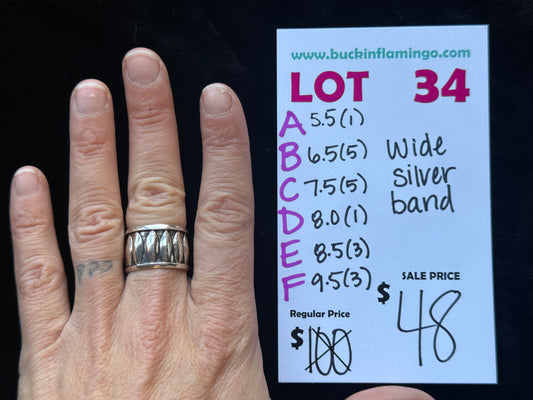 www.buckinflamingo.com
LOT 34
A 5.5(1)
B 6.5(5)
C 7.5(5)
D 8.0(1)
E 8.5(3)
F 9.5(3)
Wide
silver
band
SALE PRICE
$48
Regular Price
$100